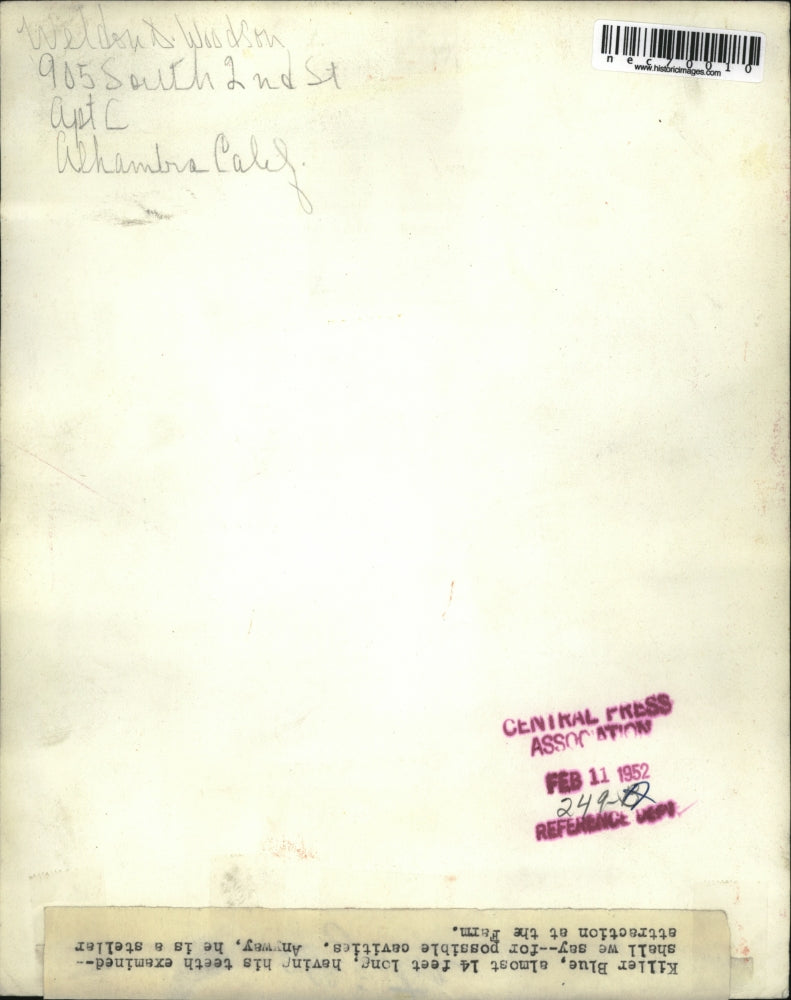 Weldon D. Woodson
905 South 2nd St
Apt C
Alhambra Calif.
nec70010
www.historicimages.com
CENTRAL PRESS
ASSOCIATION
FEB 11 1952
REFERENCE DEPT.
Killer Blue, almost 14 feet long, having his teeth examined--
shall we say--for possible cavities. Anyway, he is a stellar
attraction at the Farm.